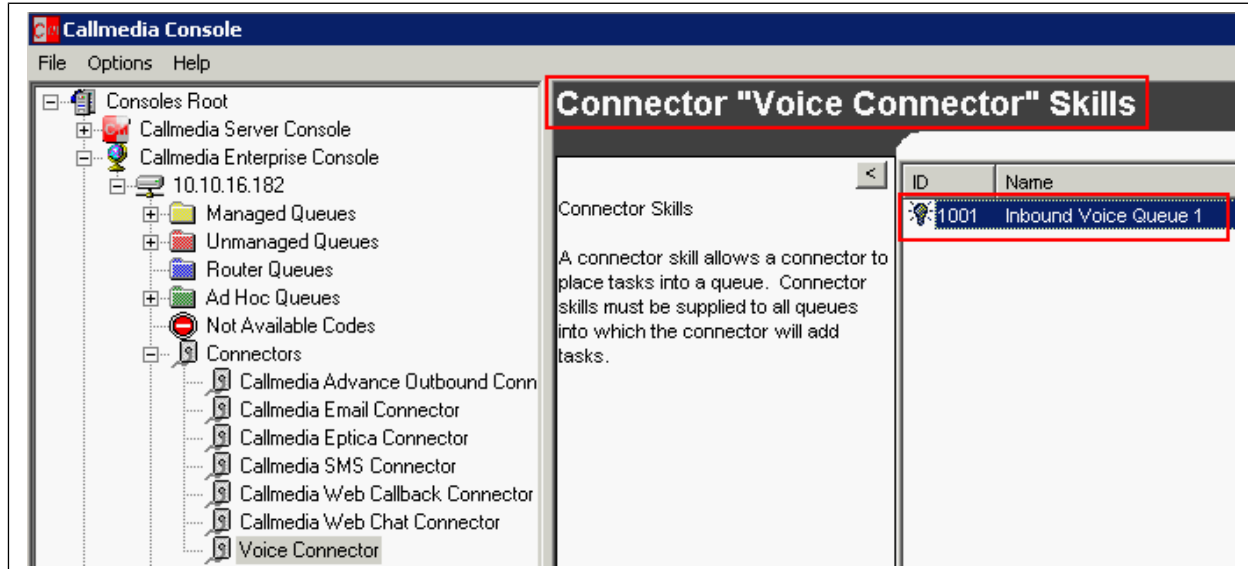 Callmedia Console
File Options Help
Consoles Root
Callmedia Server Console
Callmedia Enterprise Console
10.10.16.182
Managed Queues
Unmanaged Queues
Router Queues
Ad Hoc Queues
Not Available Codes
Connectors
Callmedia Advance Outbound Conn
Callmedia Email Connector
Callmedia Eptica Connector
Callmedia SMS Connector
Callmedia Web Callback Connector
Callmedia Web Chat Connector
Voice Connector
Connector "Voice Connector" Skills
<
Connector Skills
A connector skill allows a connector to
place tasks into a queue. Connector
skills must be supplied to all queues
into which the connector will add
tasks.
ID Name
1001 Inbound Voice Queue 1